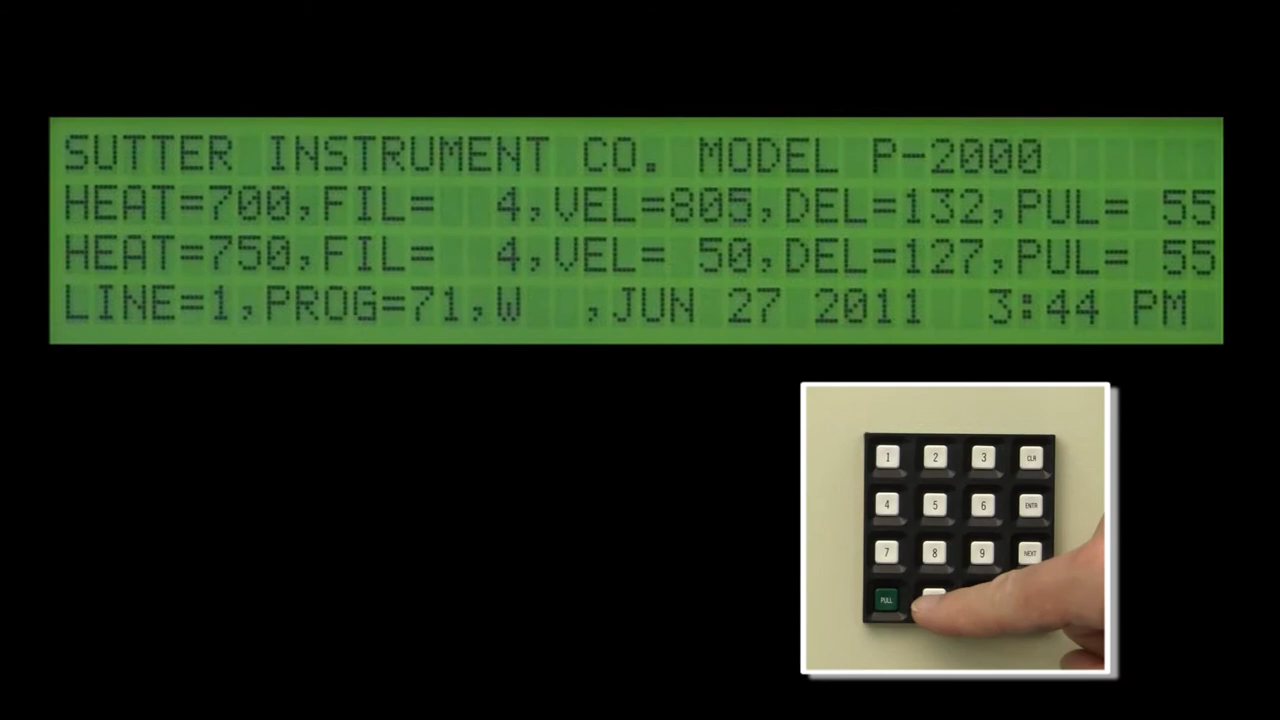 SUTTER INSTRUMENT CO. MODEL P-2000
HEAT=700,FIL=  4,VEL=805,DEL=132,PUL= 55
HEAT=750,FIL=  4,VEL= 50,DEL=127,PUL= 55
LINE=1,PROG=71,W  ,JUN 27 2011  3:44 PM
1 2 3 CLR
4 5 6 ENTR
7 8 9 NEXT
PULL